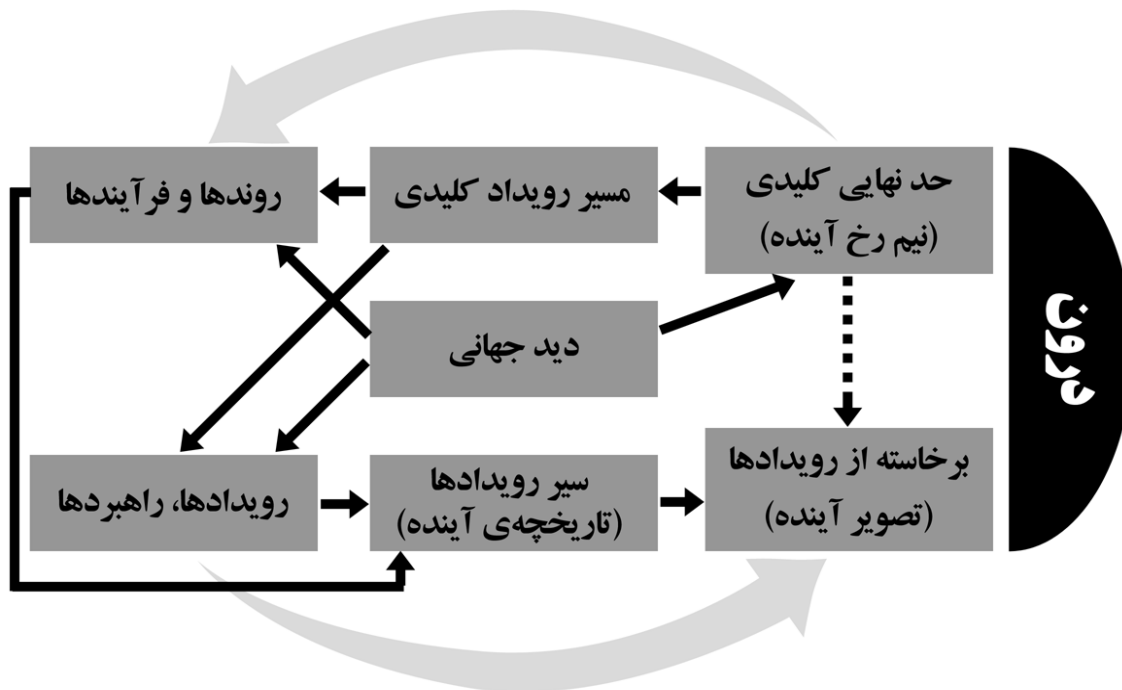 حد نهایی کلیدی
(نیم رخ آینده)
مسیر رویداد کلیدی
روندها و فرآیندها
درون
دید جهانی
برخاسته از رویدادها
(تصویر آینده)
سیر رویدادها
(تاریخچه‌ی آینده)
رویدادها، راهبردها